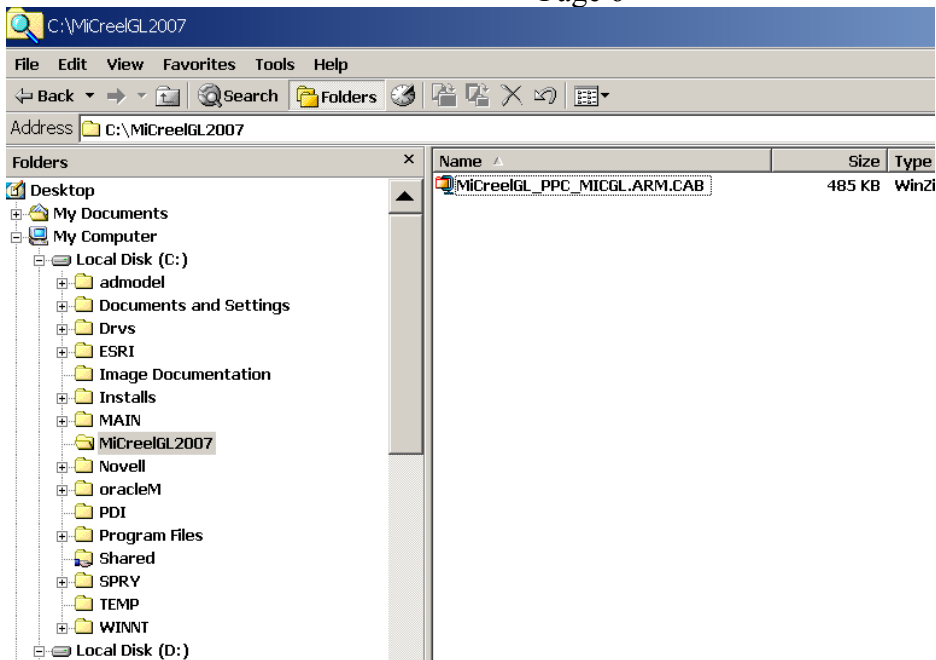 C:\MiCreelGL2007
File Edit View Favorites Tools Help
Back Search Folders
Address C:\MiCreelGL2007
Folders × Name Size Type
Desktop
MiCreelGL_PPC_MICGL.ARM.CAB 485 KB WinZi
My Documents
My Computer
Local Disk (C:)
admodel
Documents and Settings
Drvs
ESRI
Image Documentation
Installs
MAIN
MiCreelGL2007
Novell
oracleM
PDI
Program Files
Shared
SPRY
TEMP
WINNT
Local Disk (D:)